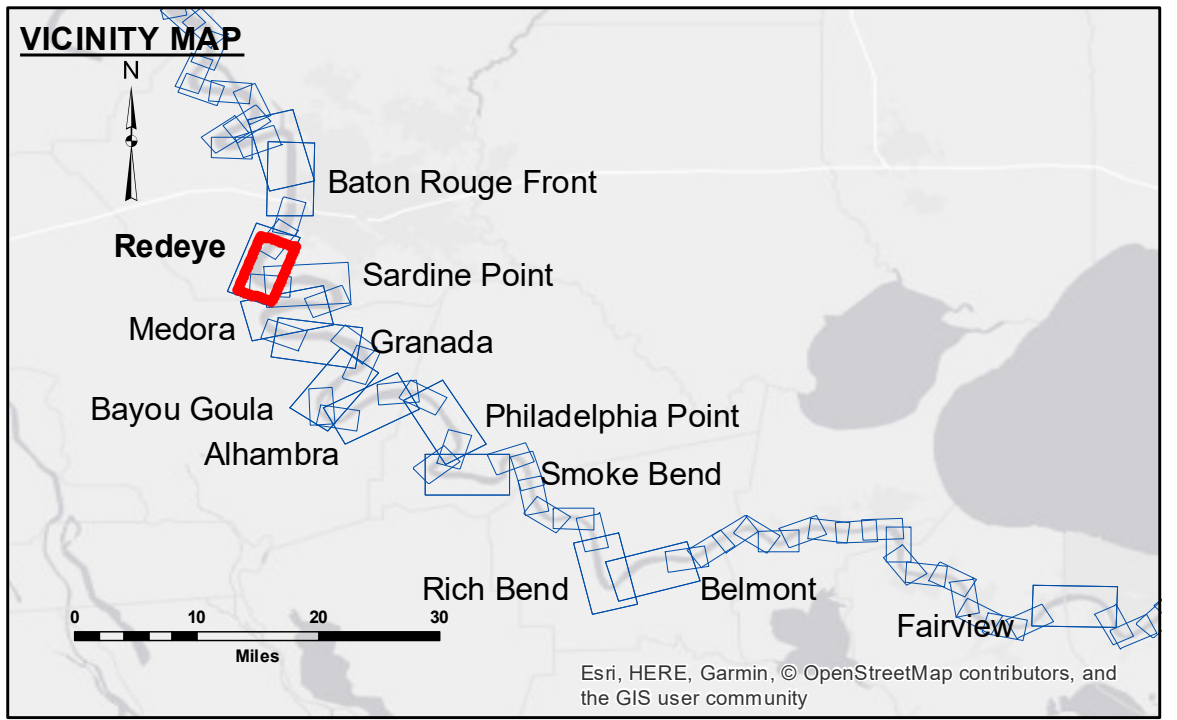 VICINITY MAP
N
Baton Rouge Front
Redeye
Sardine Point
Medora
Granada
Bayou Goula
Philadelphia Point
Alhambra
Smoke Bend
Rich Bend
Belmont
Fairview
0 10 20 30
Miles
Esri, HERE, Garmin, © OpenStreetMap contributors, and
the GIS user community